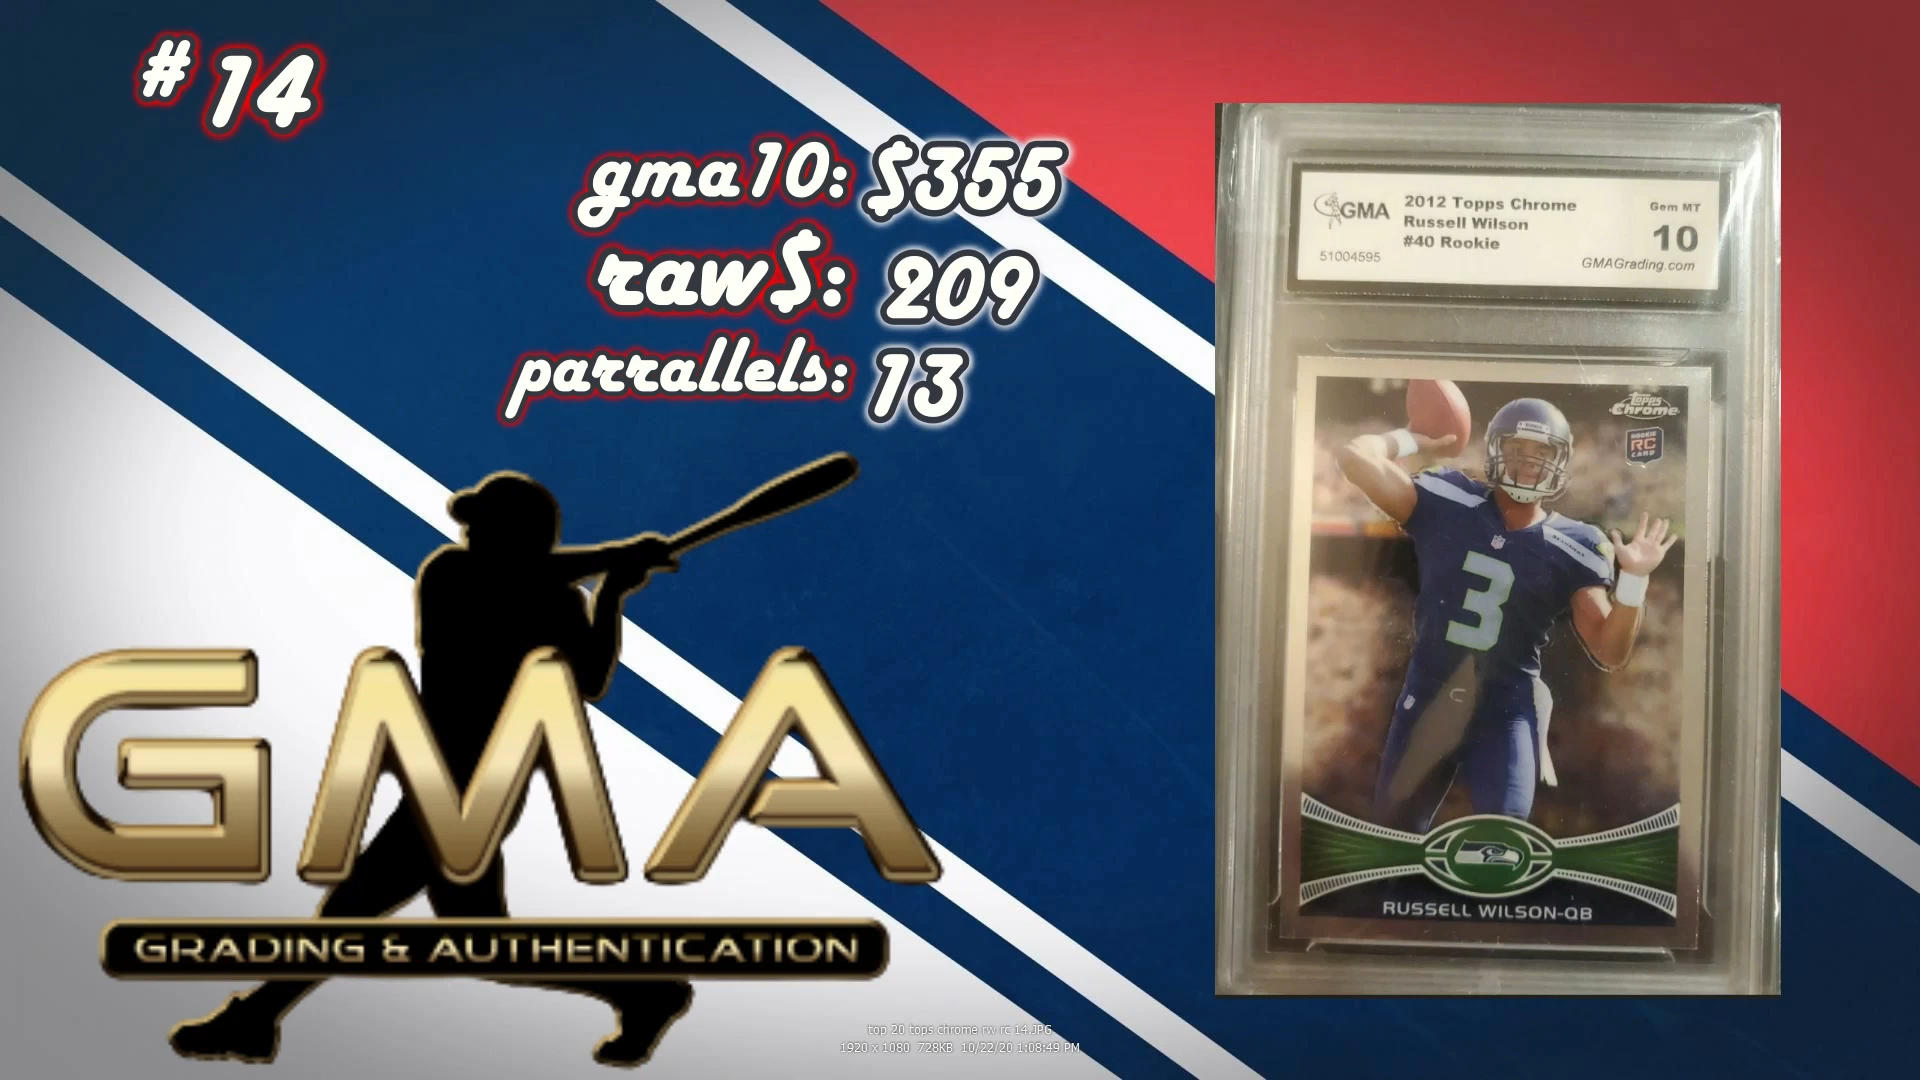 # 14
gma10: $355
raw$: 209
parrallels: 13
GMA
GRADING & AUTHENTICATION
GMA
2012 Topps Chrome
Russell Wilson
#40 Rookie
Gem MT
10
51004595
GMAGrading.com
Topps
Chrome
ROOKIE
RC
CARD
3
RUSSELL WILSON-QB
top 20 tops chrome rw rc 14.JPG
1920 x 1080 728KB 10/22/20 1:08:49 PM